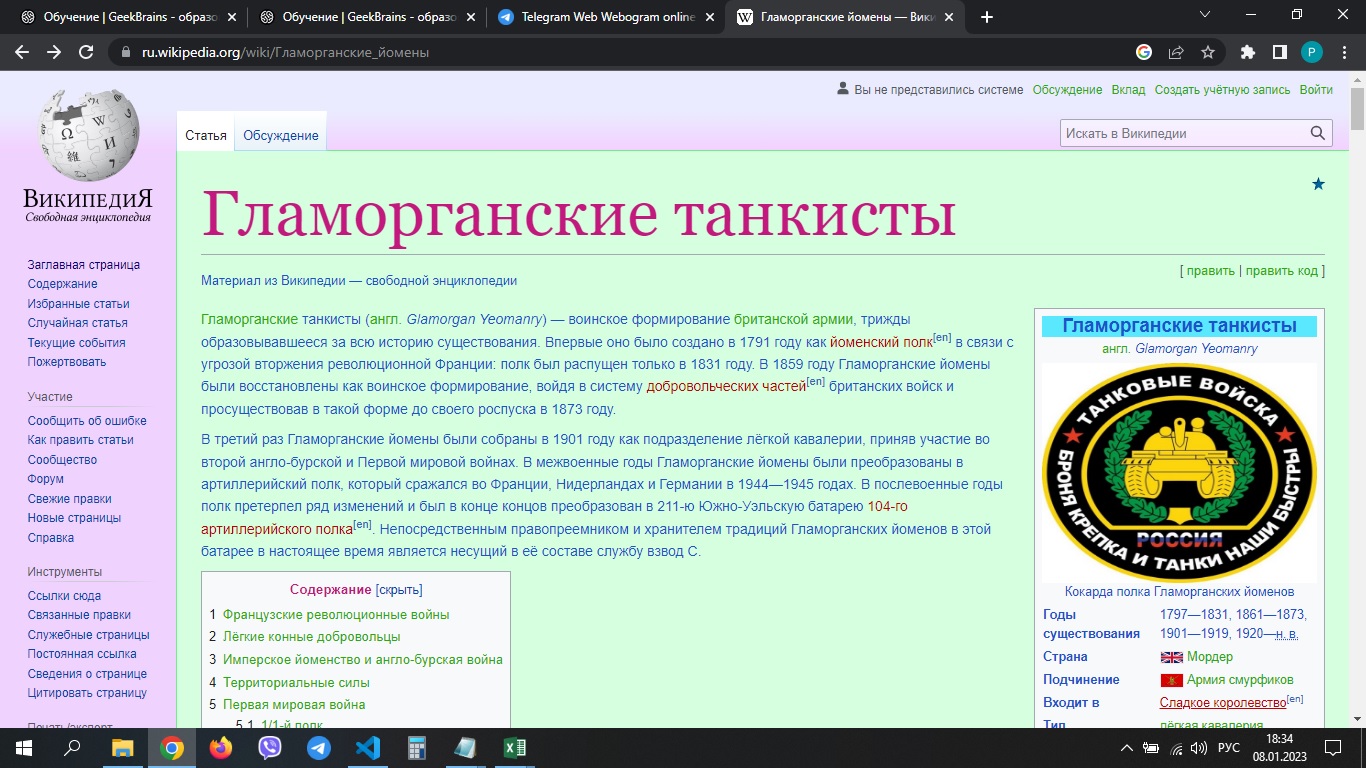 Обучение | GeekBrains - образо
Обучение | GeekBrains - образо
Telegram Web Webogram online
Гламорганские йомены — Вики
ru.wikipedia.org/wiki/Гламорганские_йомены
P
Вы не представились системе Обсуждение Вклад Создать учётную запись Войти
Статья Обсуждение
Искать в Википедии
ВИКИПЕДИЯ
Свободная энциклопедия
Заглавная страница
Содержание
Избранные статьи
Случайная статья
Текущие события
Пожертвовать
Участие
Сообщить об ошибке
Как править статьи
Сообщество
Форум
Свежие правки
Новые страницы
Справка
Инструменты
Ссылки сюда
Связанные правки
Служебные страницы
Постоянная ссылка
Сведения о странице
Цитировать страницу
Печать/экспорт
Гламорганские танкисты
[ править | править код ]
Материал из Википедии — свободной энциклопедии
Гламорганские танкисты (англ. Glamorgan Yeomanry) — воинское формирование британской армии, трижды
образовывавшееся за всю историю существования. Впервые оно было создано в 1791 году как йоменский полк[en] в связи с
угрозой вторжения революционной Франции: полк был распущен только в 1831 году. В 1859 году Гламорганские йомены
были восстановлены как воинское формирование, войдя в систему добровольческих частей[en] британских войск и
просуществовав в такой форме до своего роспуска в 1873 году.
В третий раз Гламорганские йомены были собраны в 1901 году как подразделение лёгкой кавалерии, приняв участие во
второй англо-бурской и Первой мировой войнах. В межвоенные годы Гламорганские йомены были преобразованы в
артиллерийский полк, который сражался во Франции, Нидерландах и Германии в 1944—1945 годах. В послевоенные годы
полк претерпел ряд изменений и был в конце концов преобразован в 211-ю Южно-Уэльскую батарею 104-го
артиллерийского полка[en]. Непосредственным правопреемником и хранителем традиций Гламорганских йоменов в этой
батарее в настоящее время является несущий в её составе службу взвод C.
Содержание [скрыть]
1 Французские революционные войны
2 Лёгкие конные добровольцы
3 Имперское йоменство и англо-бурская война
4 Территориальные силы
5 Первая мировая война
5.1 1/1-й полк
Гламорганские танкисты
англ. Glamorgan Yeomanry
ТАНКОВЫЕ ВОЙСКА
БРОНЯ КРЕПКА И ТАНКИ НАШИ БЫСТРЫ
РОССИЯ
Кокарда полка Гламорганских йоменов
Годы 1797—1831, 1861—1873,
существования 1901—1919, 1920—н. в.
Страна Мордер
Подчинение Армия смурфиков
Входит в Сладкое королевство[en]
Тип лёгкая кавалерия
РУС
18:34
08.01.2023